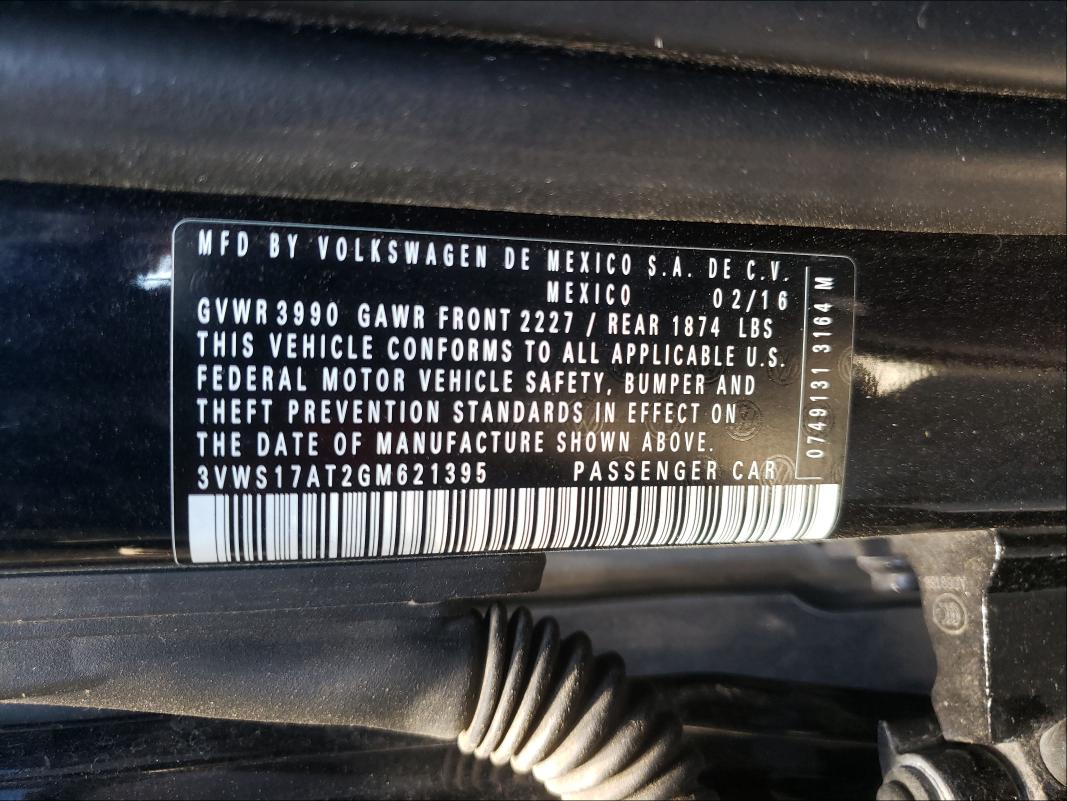 MFD BY VOLKSWAGEN DE MEXICO S.A. DE C.V.
MEXICO 02/16
GVWR 3990 GAWR FRONT 2227 / REAR 1874 LBS
THIS VEHICLE CONFORMS TO ALL APPLICABLE U.S.
FEDERAL MOTOR VEHICLE SAFETY, BUMPER AND
THEFT PREVENTION STANDARDS IN EFFECT ON
THE DATE OF MANUFACTURE SHOWN ABOVE.
3VWS17AT2GM621395 PASSENGER CAR
0749131 3164 M